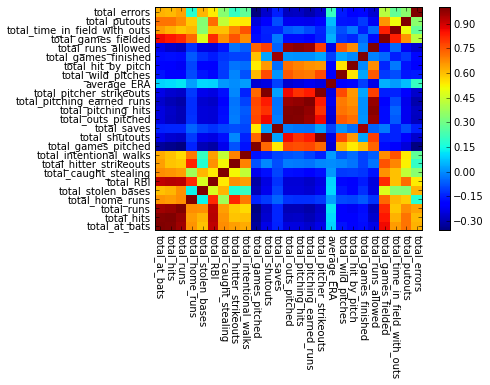 total_errors
total_putouts
total_time_in_field_with_outs
total_games_fielded
total_runs_allowed
total_games_finished
total_hit_by_pitch
total_wild_pitches
average_ERA
total_pitcher_strikeouts
total_pitching_earned_runs
total_pitching_hits
total_outs_pitched
total_saves
total_shutouts
total_games_pitched
total_intentional_walks
total_hitter_strikeouts
total_caught_stealing
total_RBI
total_stolen_bases
total_home_runs
total_runs
total_hits
total_at_bats
total_at_bats
total_hits
total_runs
total_home_runs
total_stolen_bases
total_RBI
total_caught_stealing
total_hitter_strikeouts
total_intentional_walks
total_games_pitched
total_shutouts
total_saves
total_outs_pitched
total_pitching_hits
total_pitching_earned_runs
total_pitcher_strikeouts
average_ERA
total_wild_pitches
total_hit_by_pitch
total_games_finished
total_runs_allowed
total_games_fielded
total_time_in_field_with_outs
total_putouts
total_errors
0.90
0.75
0.60
0.45
0.30
0.15
0.00
−0.15
−0.30